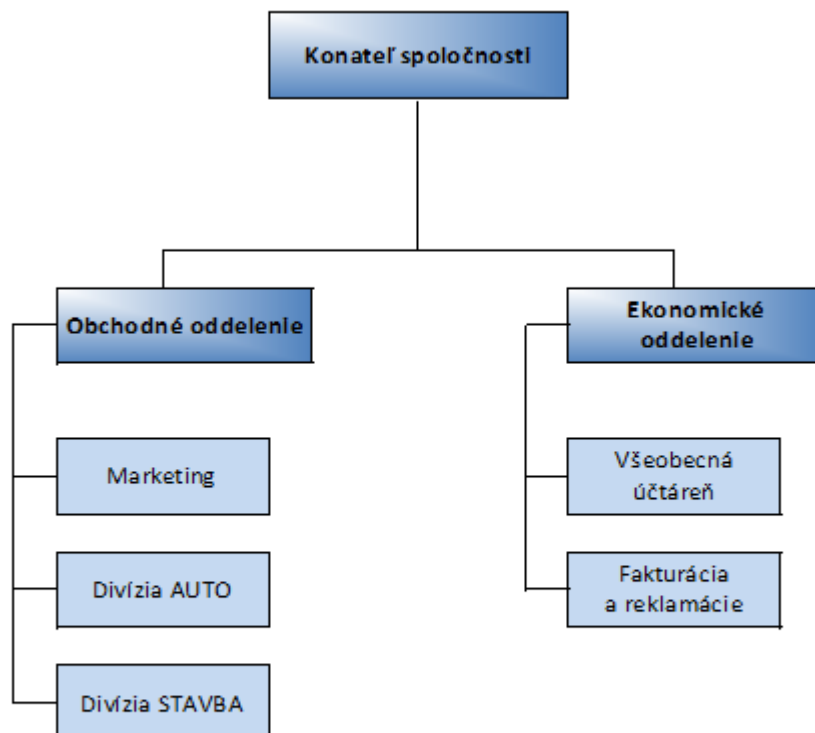 Konateľ spoločnosti
Obchodné oddelenie
Ekonomické
oddelenie
Marketing
Všeobecná
účtáreň
Divízia AUTO
Fakturácia
a reklamácie
Divízia STAVBA